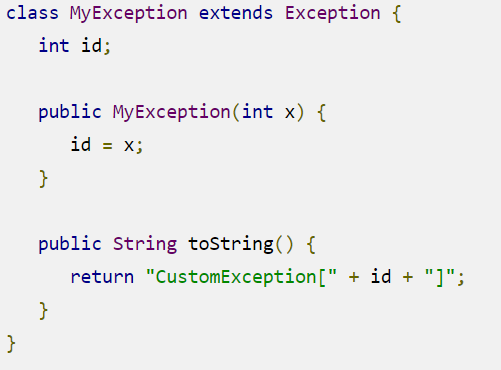 class MyException extends Exception {
   int id;

   public MyException(int x) {
      id = x;
   }

   public String toString() {
      return "CustomException[" + id + "]";
   }
}